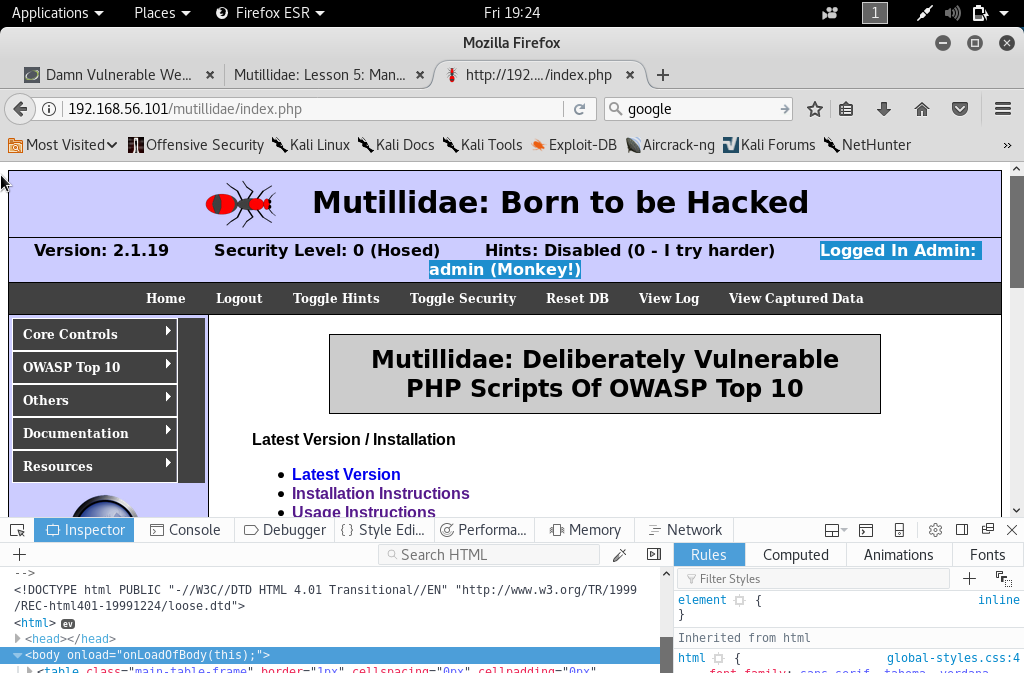 Applications Places Firefox ESR Fri 19:24 1
Mozilla Firefox
Damn Vulnerable We... Mutillidae: Lesson 5: Man... http://192..../index.php
192.168.56.101/mutillidae/index.php google
Most Visited Offensive Security Kali Linux Kali Docs Kali Tools Exploit-DB Aircrack-ng Kali Forums NetHunter »
Mutillidae: Born to be Hacked
Version: 2.1.19 Security Level: 0 (Hosed) Hints: Disabled (0 - I try harder) Logged In Admin:
admin (Monkey!)
Home Logout Toggle Hints Toggle Security Reset DB View Log View Captured Data
Core Controls
OWASP Top 10
Others
Documentation
Resources
Mutillidae: Deliberately Vulnerable
PHP Scripts Of OWASP Top 10
Latest Version / Installation
Latest Version
Installation Instructions
Usage Instructions
Inspector Console Debugger { } Style Edi... Performa... Memory Network
Search HTML
Rules Computed Animations Fonts
-->
<!DOCTYPE html PUBLIC "-//W3C//DTD HTML 4.01 Transitional//EN" "http://www.w3.org/TR/1999
/REC-html401-19991224/loose.dtd">
<html> ev
<head></head>
<body onload="onLoadOfBody(this);">
<table class="main-table-frame" border="1px" cellspacing="0px" cellpadding="0px"
Filter Styles
element { inline
}
Inherited from html
html { global-styles.css:4
font-family: sans-serif, tahoma, verdana,